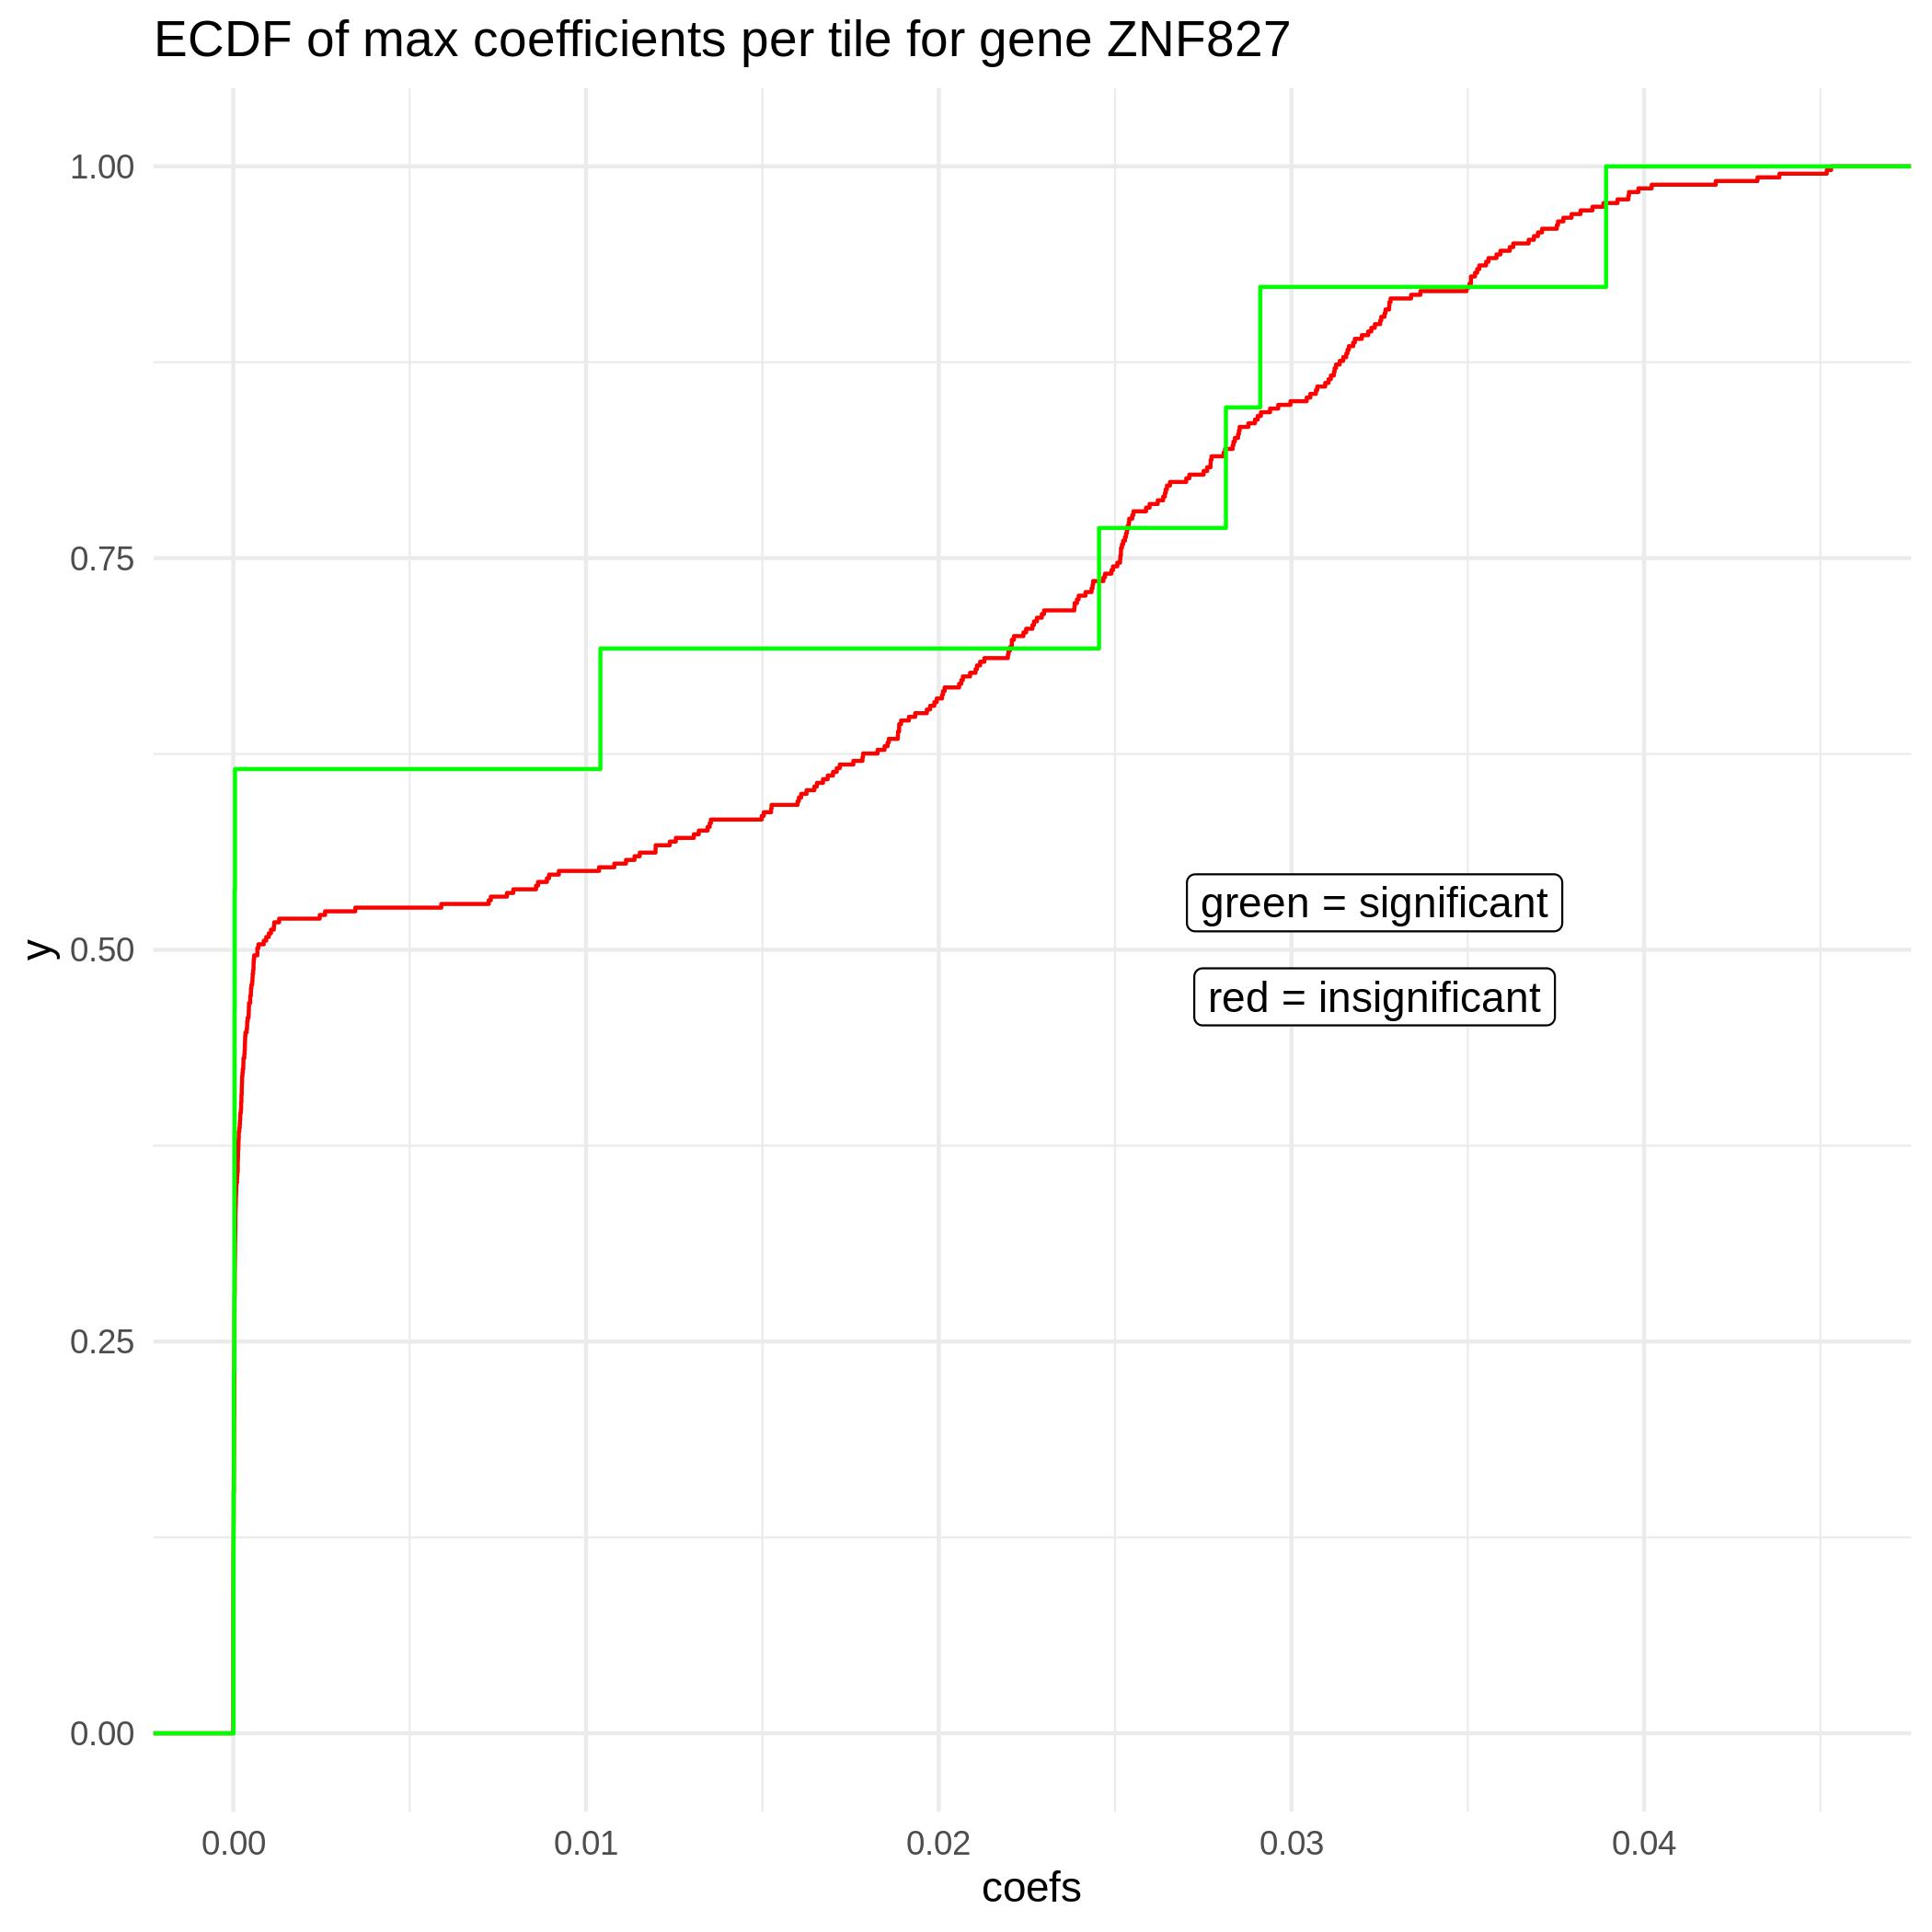 ECDF of max coefficients per tile for gene ZNF827
1.00
0.75
0.50
0.25
0.00
y
green = significant
red = insignificant
0.00 0.01 0.02 0.03 0.04
coefs